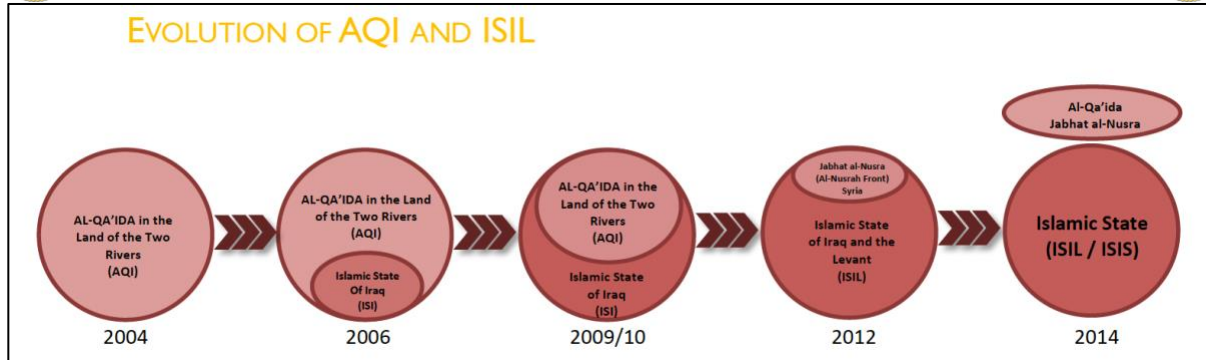 EVOLUTION OF AQI AND ISIL
AL-QA'IDA in the
Land of the Two
Rivers
(AQI)
2004
AL-QA'IDA in the Land
of the Two Rivers
(AQI)
Islamic State
Of Iraq
(ISI)
2006
AL-QA'IDA in the
Land of the Two
Rivers
(AQI)
Islamic State
of Iraq
(ISI)
2009/10
Jabhat al-Nusra
(Al-Nusrah Front)
Syria
Islamic State
of Iraq and the
Levant
(ISIL)
2012
Al-Qa'ida
Jabhat al-Nusra
Islamic State
(ISIL / ISIS)
2014